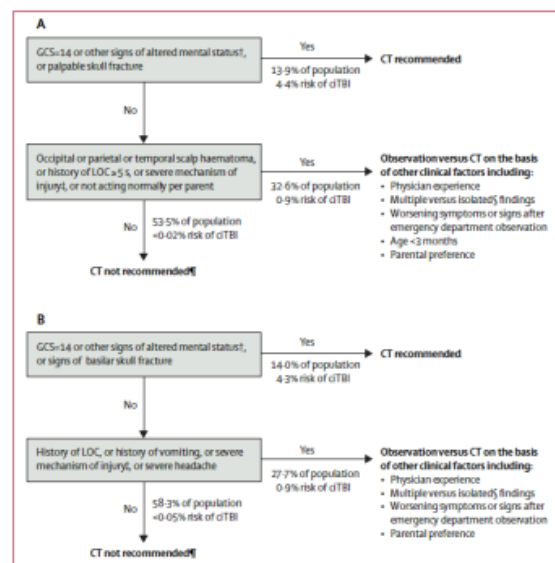 A
GCS=14 or other signs of altered mental status†,
or palpable skull fracture
Yes
13·9% of population
4·4% risk of ciTBI
CT recommended
No
Occipital or parietal or temporal scalp haematoma,
or history of LOC ≥5 s, or severe mechanism of
injury‡, or not acting normally per parent
Yes
32·6% of population
0·9% risk of ciTBI
Observation versus CT on the basis
of other clinical factors including:
• Physician experience
• Multiple versus isolated§ findings
• Worsening symptoms or signs after
emergency department observation
• Age <3 months
• Parental preference
No
53·5% of population
<0·02% risk of ciTBI
CT not recommended¶
B
GCS=14 or other signs of altered mental status†,
or signs of basilar skull fracture
Yes
14·0% of population
4·3% risk of ciTBI
CT recommended
No
History of LOC, or history of vomiting, or severe
mechanism of injury‡, or severe headache
Yes
27·7% of population
0·9% risk of ciTBI
Observation versus CT on the basis
of other clinical factors including:
• Physician experience
• Multiple versus isolated§ findings
• Worsening symptoms or signs after
emergency department observation
• Parental preference
No
58·3% of population
<0·05% risk of ciTBI
CT not recommended¶